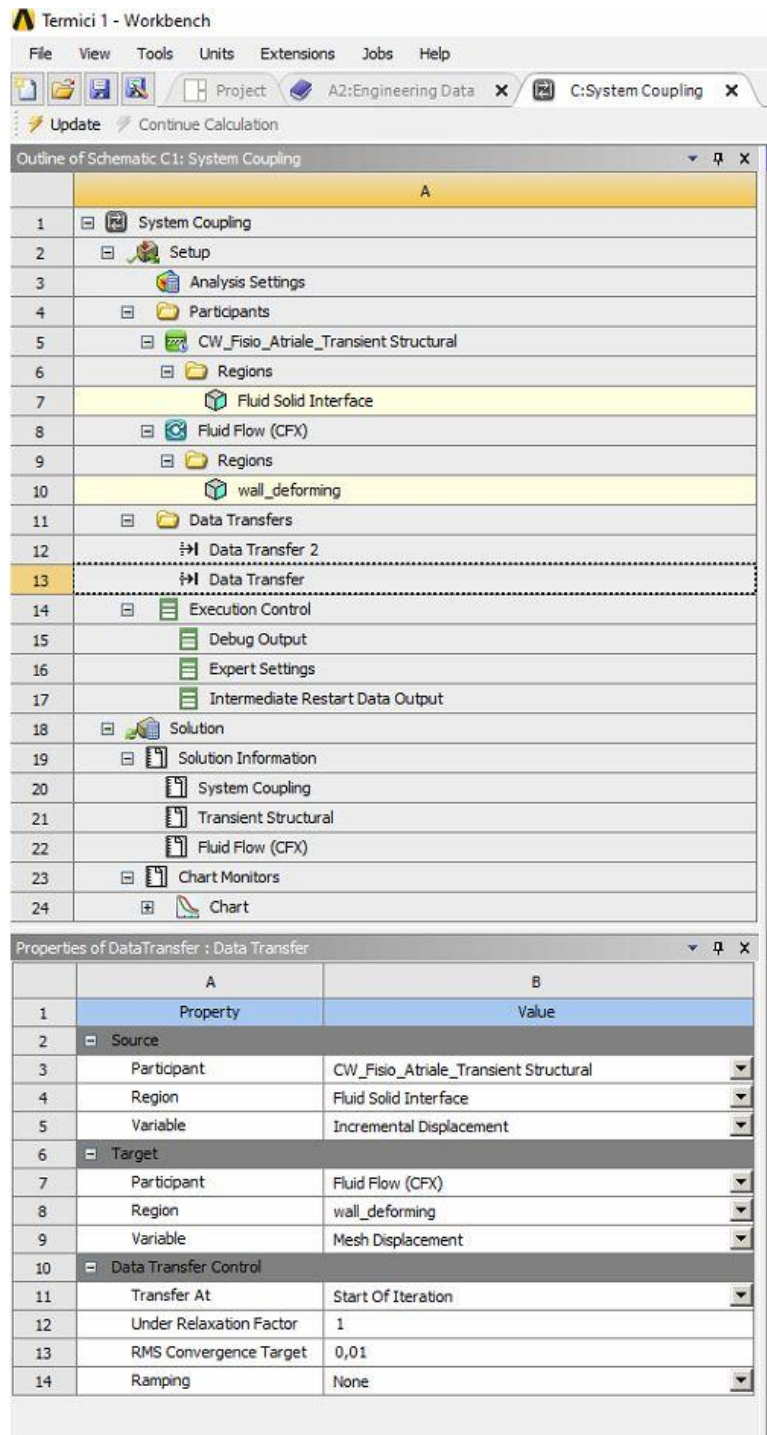 Termici 1 - Workbench
File View Tools Units Extensions Jobs Help
Project A2:Engineering Data C:System Coupling
Update Continue Calculation
Outline of Schematic C1: System Coupling
A
1 System Coupling
2 Setup
3 Analysis Settings
4 Participants
5 CW_Fisio_Atriale_Transient Structural
6 Regions
7 Fluid Solid Interface
8 Fluid Flow (CFX)
9 Regions
10 wall_deforming
11 Data Transfers
12 Data Transfer 2
13 Data Transfer
14 Execution Control
15 Debug Output
16 Expert Settings
17 Intermediate Restart Data Output
18 Solution
19 Solution Information
20 System Coupling
21 Transient Structural
22 Fluid Flow (CFX)
23 Chart Monitors
24 Chart
Properties of DataTransfer : Data Transfer
A B
1 Property Value
2 Source
3 Participant CW_Fisio_Atriale_Transient Structural
4 Region Fluid Solid Interface
5 Variable Incremental Displacement
6 Target
7 Participant Fluid Flow (CFX)
8 Region wall_deforming
9 Variable Mesh Displacement
10 Data Transfer Control
11 Transfer At Start Of Iteration
12 Under Relaxation Factor 1
13 RMS Convergence Target 0,01
14 Ramping None